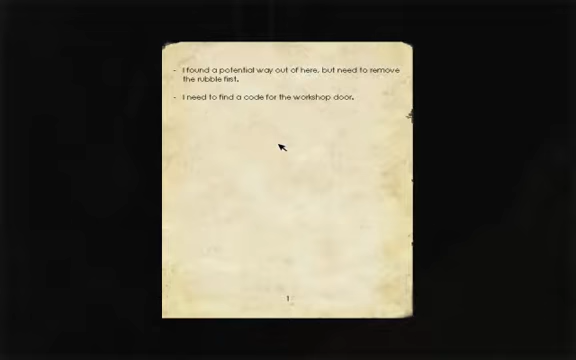 - I found a potential way out of here, but need to remove
the rubble first.
- I need to find a code for the workshop door.
1